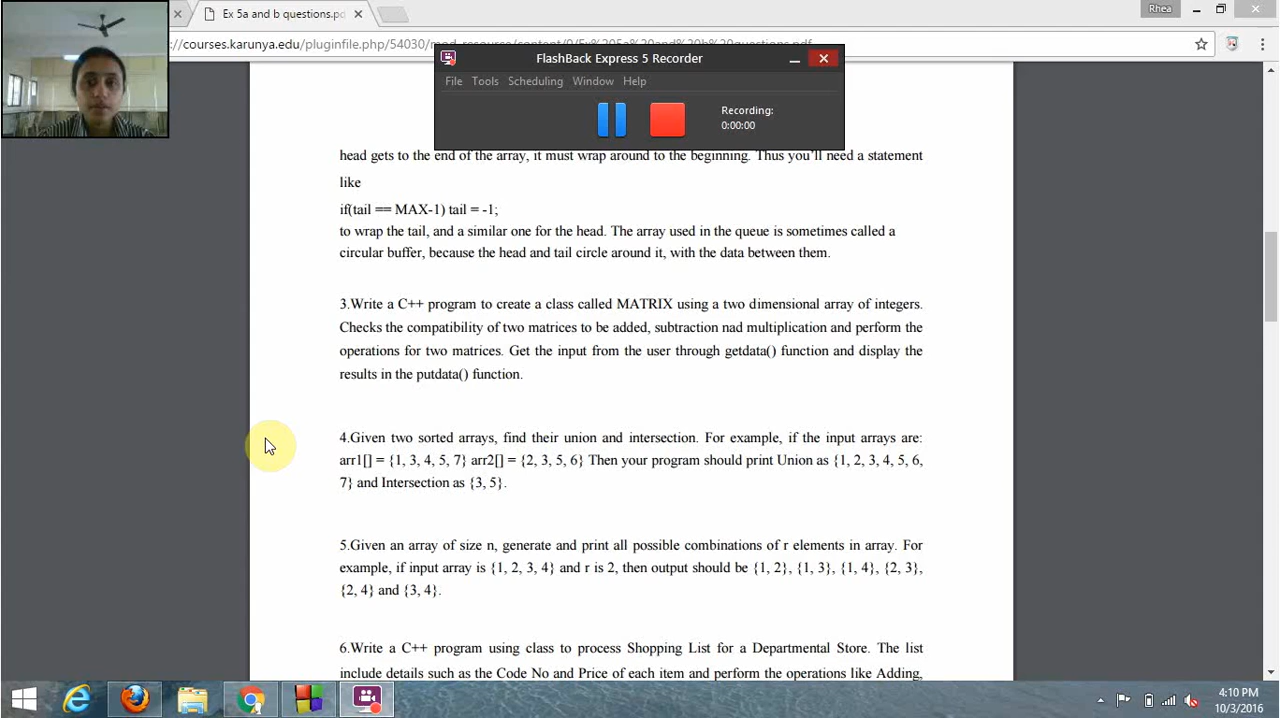 Ex 5a and b questions.pd
Rhea
://courses.karunya.edu/pluginfile.php/54030/mod_resource/content/0/Ex%205a%20and%20b%20questions.pdf
FlashBack Express 5 Recorder
File Tools Scheduling Window Help
Recording:
0:00:00
head gets to the end of the array, it must wrap around to the beginning. Thus you'll need a statement
like
if(tail == MAX-1) tail = -1;
to wrap the tail, and a similar one for the head. The array used in the queue is sometimes called a
circular buffer, because the head and tail circle around it, with the data between them.
3.Write a C++ program to create a class called MATRIX using a two dimensional array of integers.
Checks the compatibility of two matrices to be added, subtraction nad multiplication and perform the
operations for two matrices. Get the input from the user through getdata() function and display the
results in the putdata() function.
4.Given two sorted arrays, find their union and intersection. For example, if the input arrays are:
arr1[] = {1, 3, 4, 5, 7} arr2[] = {2, 3, 5, 6} Then your program should print Union as {1, 2, 3, 4, 5, 6,
7} and Intersection as {3, 5}.
5.Given an array of size n, generate and print all possible combinations of r elements in array. For
example, if input array is {1, 2, 3, 4} and r is 2, then output should be {1, 2}, {1, 3}, {1, 4}, {2, 3},
{2, 4} and {3, 4}.
6.Write a C++ program using class to process Shopping List for a Departmental Store. The list
include details such as the Code No and Price of each item and perform the operations like Adding,
4:10 PM
10/3/2016